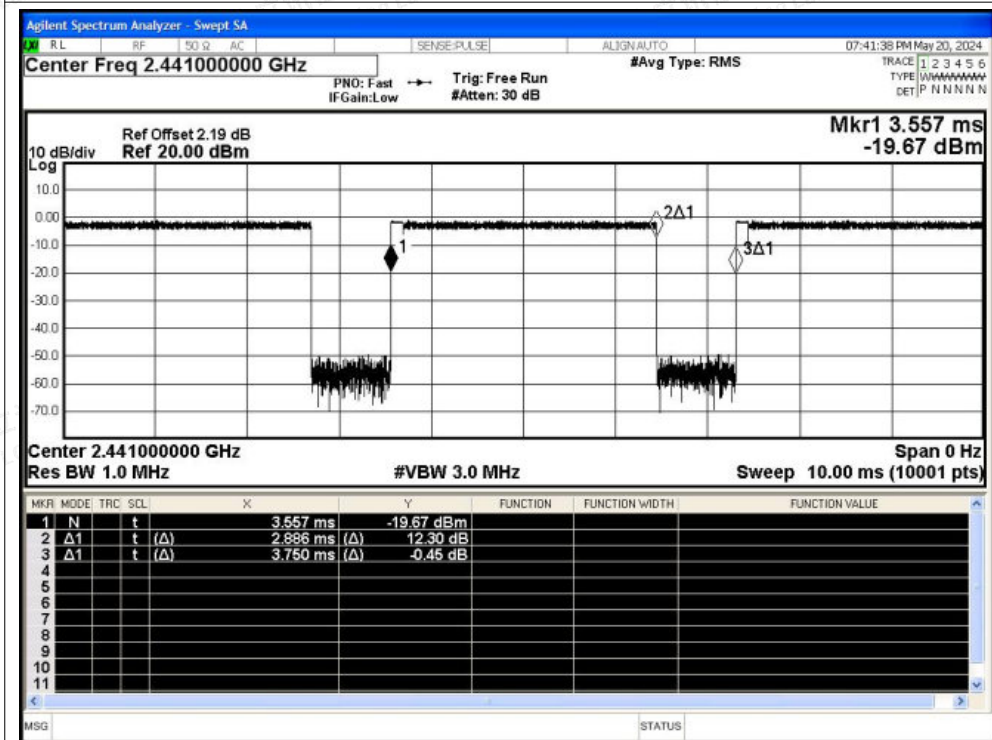 Agilent Spectrum Analyzer - Swept SA
LXI RL RF 50 Ω AC SENSE:PULSE ALIGNAUTO 07:41:38 PM May 20, 2024
Center Freq 2.441000000 GHz #Avg Type: RMS TRACE 1 2 3 4 5 6
PNO: Fast Trig: Free Run TYPE WWWWWW
IFGain:Low #Atten: 30 dB DET P N N N N N
Mkr1 3.557 ms
Ref Offset 2.19 dB
10 dB/div Ref 20.00 dBm -19.67 dBm
Log
10.0
0.00
2Δ1
-10.0
1
3Δ1
-20.0
-30.0
-40.0
-50.0
-60.0
-70.0
Center 2.441000000 GHz Span 0 Hz
Res BW 1.0 MHz #VBW 3.0 MHz Sweep 10.00 ms (10001 pts)
MKR MODE TRC SCL X Y FUNCTION FUNCTION WIDTH FUNCTION VALUE
1 N t 3.557 ms -19.67 dBm
2 Δ1 t (Δ) 2.886 ms (Δ) 12.30 dB
3 Δ1 t (Δ) 3.750 ms (Δ) -0.45 dB
4
5
6
7
8
9
10
11
MSG STATUS